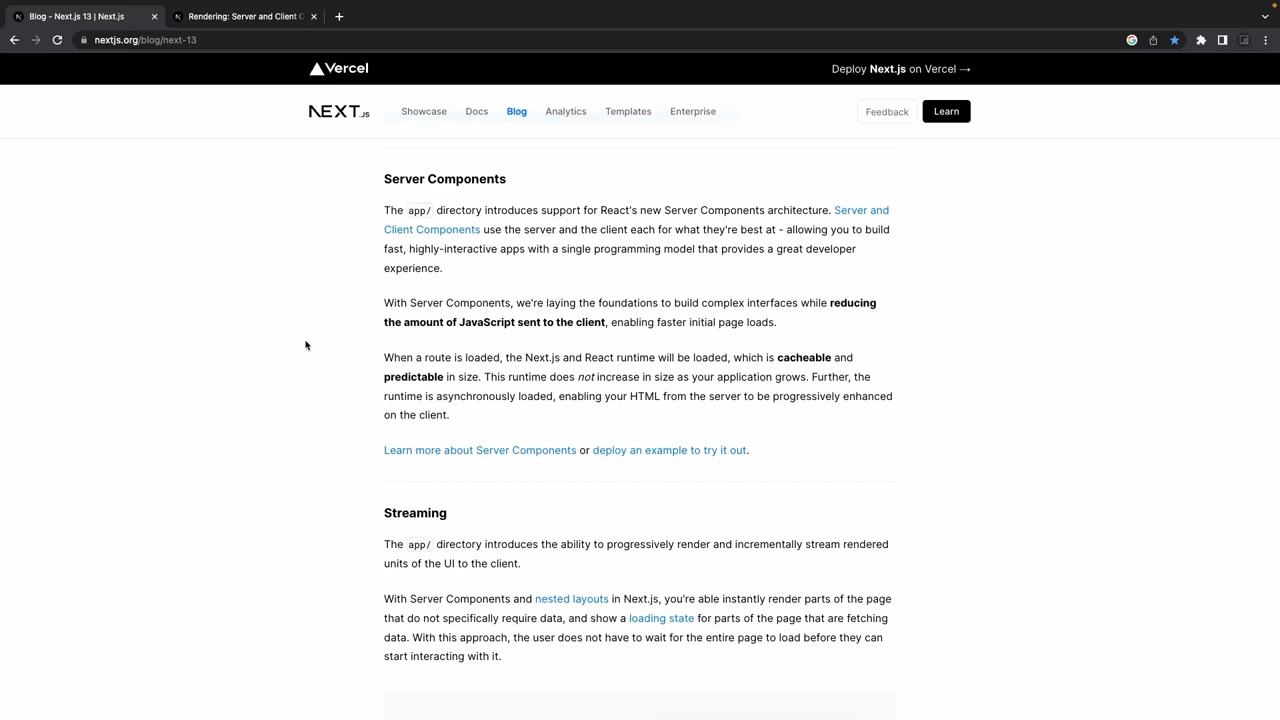 Blog - Next.js 13 | Next.js
Rendering: Server and Client C
nextjs.org/blog/next-13
Vercel
Deploy Next.js on Vercel →
NEXT.JS
Showcase
Docs
Blog
Analytics
Templates
Enterprise
Feedback
Learn
Server Components
The app/ directory introduces support for React's new Server Components architecture. Server and
Client Components use the server and the client each for what they're best at - allowing you to build
fast, highly-interactive apps with a single programming model that provides a great developer
experience.
With Server Components, we're laying the foundations to build complex interfaces while reducing
the amount of JavaScript sent to the client, enabling faster initial page loads.
When a route is loaded, the Next.js and React runtime will be loaded, which is cacheable and
predictable in size. This runtime does not increase in size as your application grows. Further, the
runtime is asynchronously loaded, enabling your HTML from the server to be progressively enhanced
on the client.
Learn more about Server Components or deploy an example to try it out.
Streaming
The app/ directory introduces the ability to progressively render and incrementally stream rendered
units of the UI to the client.
With Server Components and nested layouts in Next.js, you're able instantly render parts of the page
that do not specifically require data, and show a loading state for parts of the page that are fetching
data. With this approach, the user does not have to wait for the entire page to load before they can
start interacting with it.